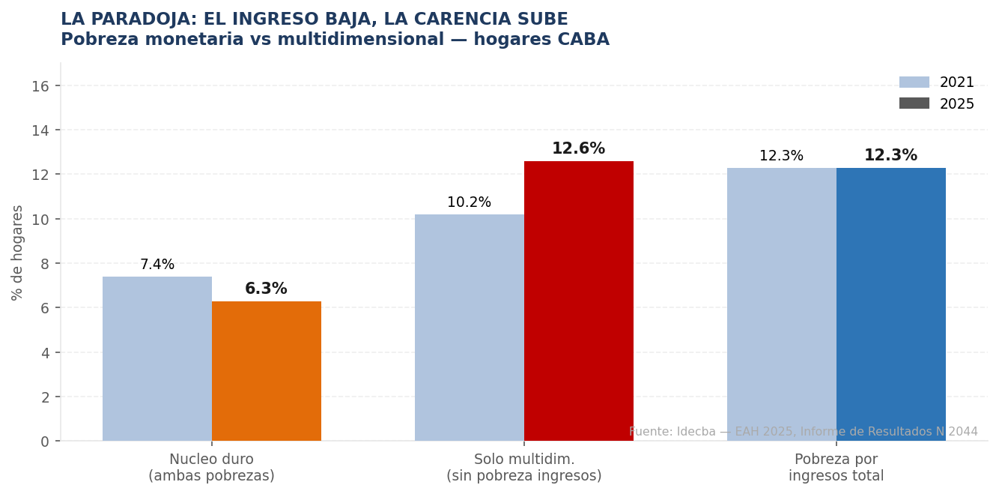 LA PARADOJA: EL INGRESO BAJA, LA CARENCIA SUBE
Pobreza monetaria vs multidimensional — hogares CABA
2021
2025
% de hogares
16
14
12
10
8
6
4
2
0
7.4%
6.3%
10.2%
12.6%
12.3%
12.3%
Fuente: Idecba — EAH 2025, Informe de Resultados N 2044
Nucleo duro
(ambas pobrezas)
Solo multidim.
(sin pobreza ingresos)
Pobreza por
ingresos total